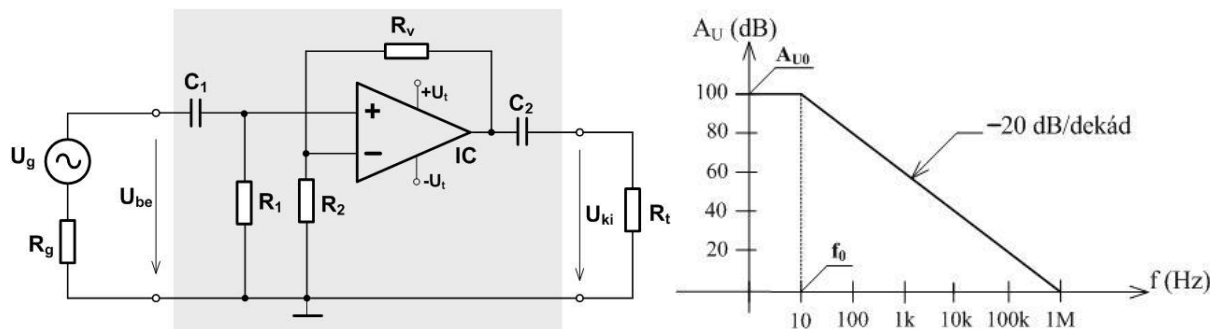 Rv
C1
+Ut
C2
Ug
+
−
IC
-Ut
Ube
R1
R2
Uki
Rt
Rg
AU (dB)
AU0
100
80
60
40
20
−20 dB/dekád
f0
f (Hz)
10 100 1k 10k 100k 1M